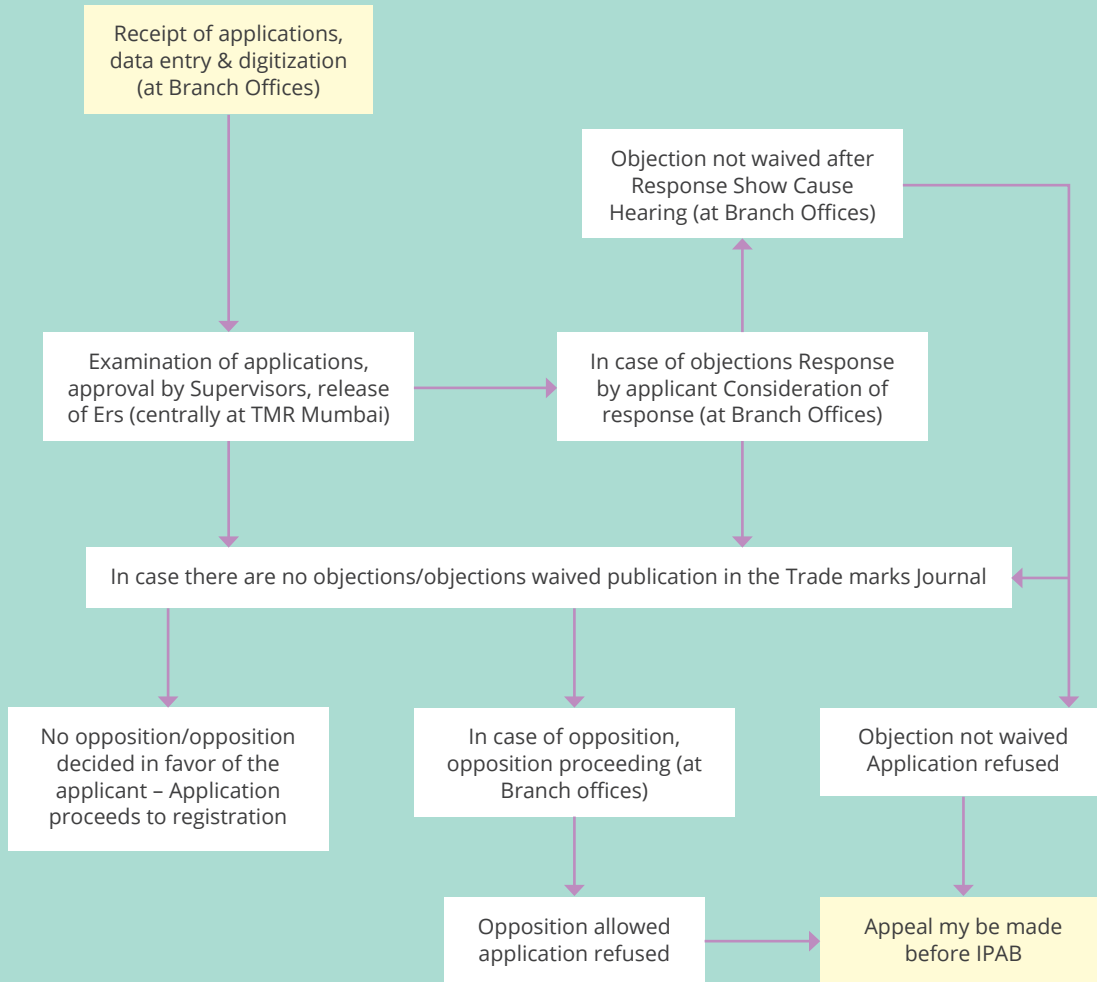 Receipt of applications,
data entry & digitization
(at Branch Offices)
Objection not waived after
Response Show Cause
Hearing (at Branch Offices)
Examination of applications,
approval by Supervisors, release
of Ers (centrally at TMR Mumbai)
In case of objections Response
by applicant Consideration of
response (at Branch Offices)
In case there are no objections/objections waived publication in the Trade marks Journal
No opposition/opposition
decided in favor of the
applicant – Application
proceeds to registration
In case of opposition,
opposition proceeding (at
Branch offices)
Objection not waived
Application refused
Opposition allowed
application refused
Appeal my be made
before IPAB